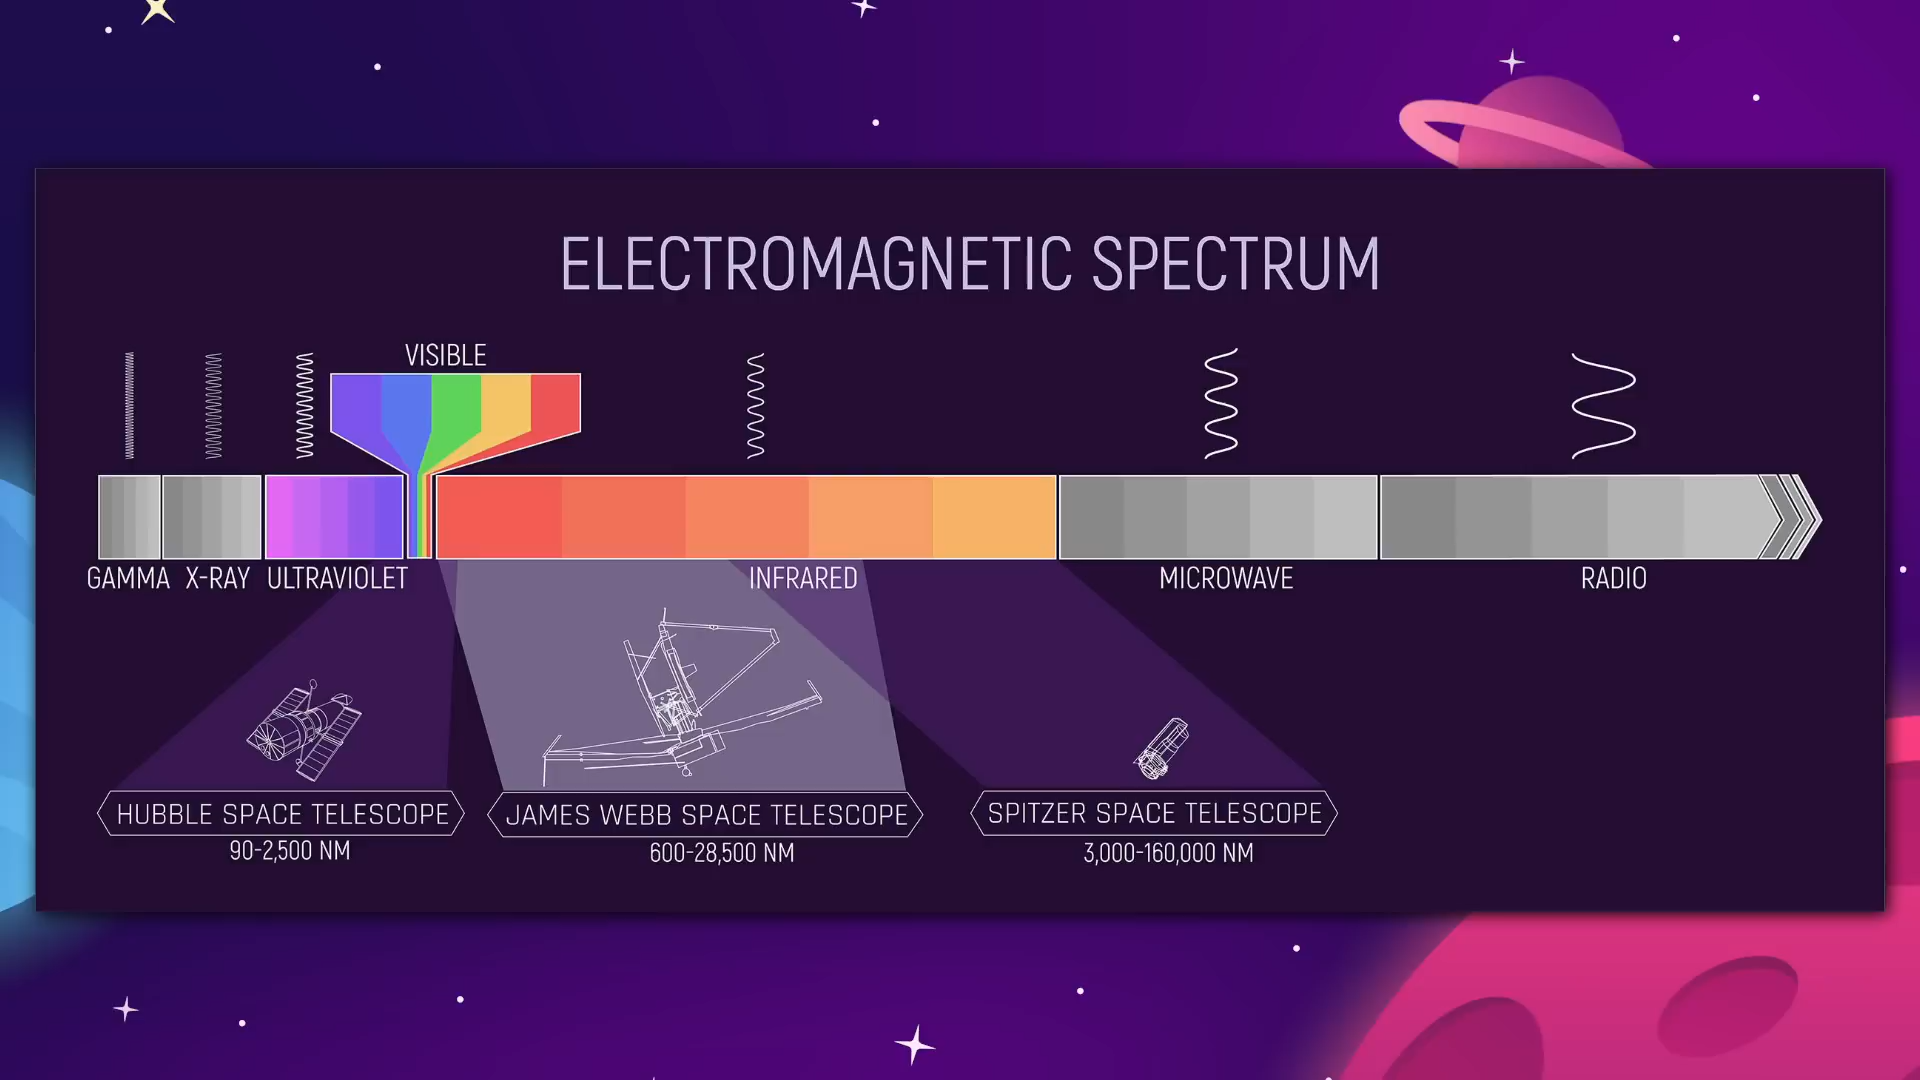 ELECTROMAGNETIC SPECTRUM
VISIBLE
GAMMA
X-RAY
ULTRAVIOLET
INFRARED
MICROWAVE
RADIO
HUBBLE SPACE TELESCOPE
90-2,500 NM
JAMES WEBB SPACE TELESCOPE
600-28,500 NM
SPITZER SPACE TELESCOPE
3,000-160,000 NM